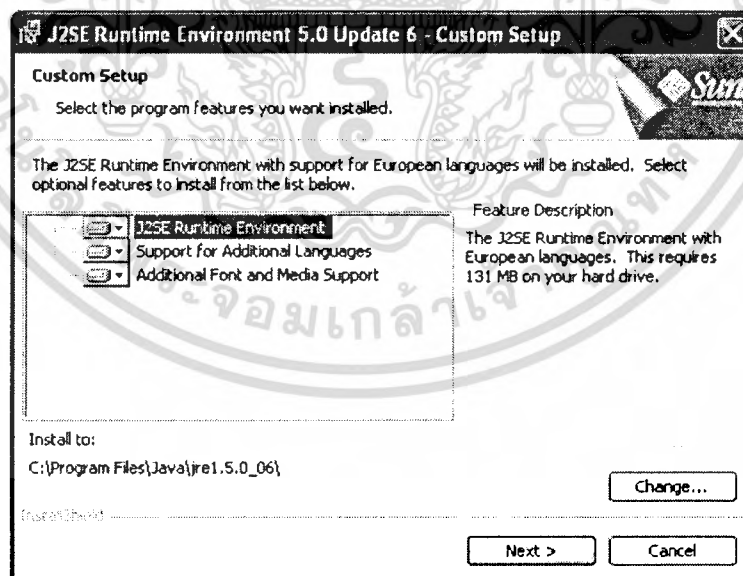 J2SE Runtime Environment 5.0 Update 6 - Custom Setup
Custom Setup
Select the program features you want installed.
Sun
The J2SE Runtime Environment with support for European languages will be installed. Select
optional features to install from the list below.
J2SE Runtime Environment
Support for Additional Languages
Additional Font and Media Support
Feature Description
The J2SE Runtime Environment with
European languages. This requires
131 MB on your hard drive.
Install to:
C:\Program Files\Java\jre1.5.0_06\
Change...
InstallShield
Next >
Cancel